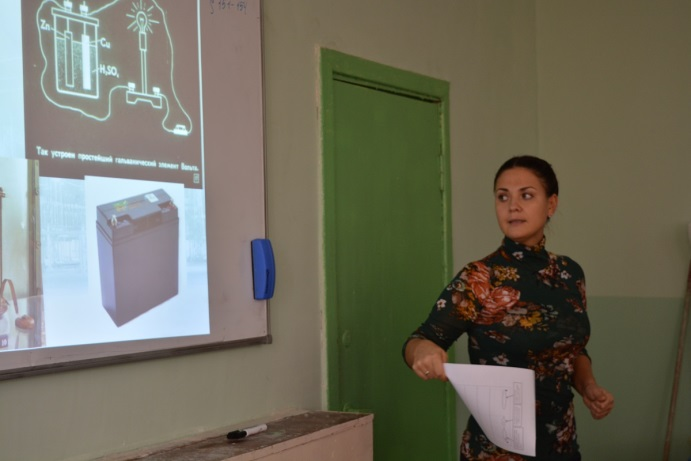 Zn
Cu
H₂SO₄
Так устроен простейший гальванический элемент Вольта.